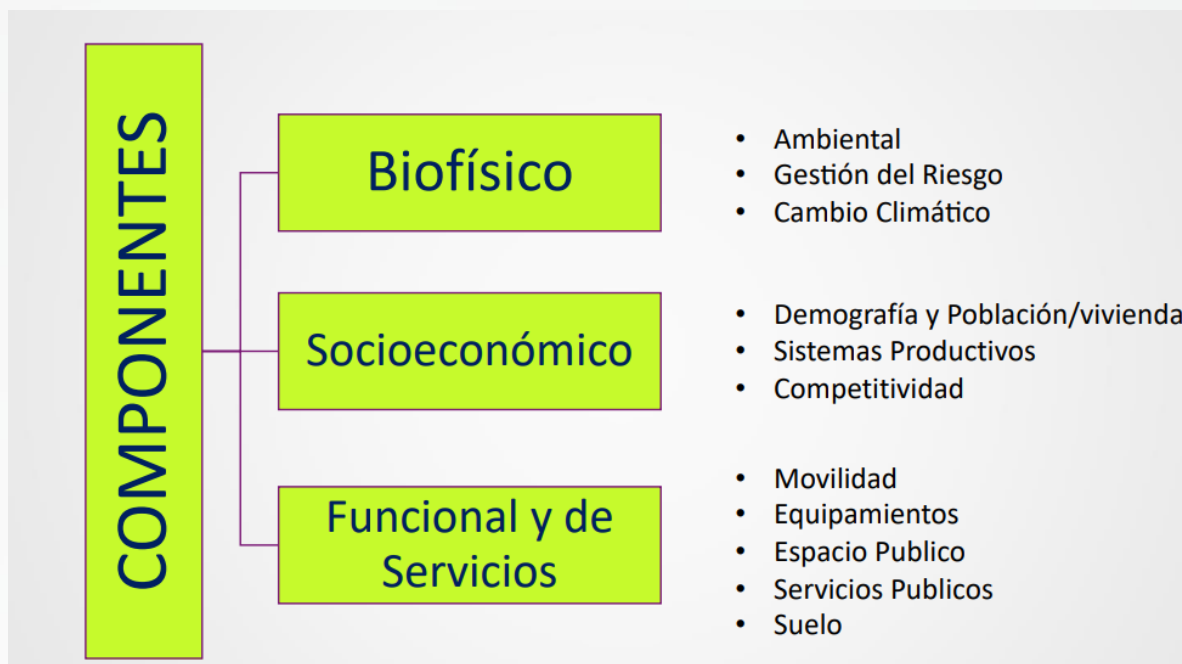 COMPONENTES
Biofísico
• Ambiental
• Gestión del Riesgo
• Cambio Climático
Socioeconómico
• Demografía y Población/vivienda
• Sistemas Productivos
• Competitividad
Funcional y de
Servicios
• Movilidad
• Equipamientos
• Espacio Publico
• Servicios Publicos
• Suelo